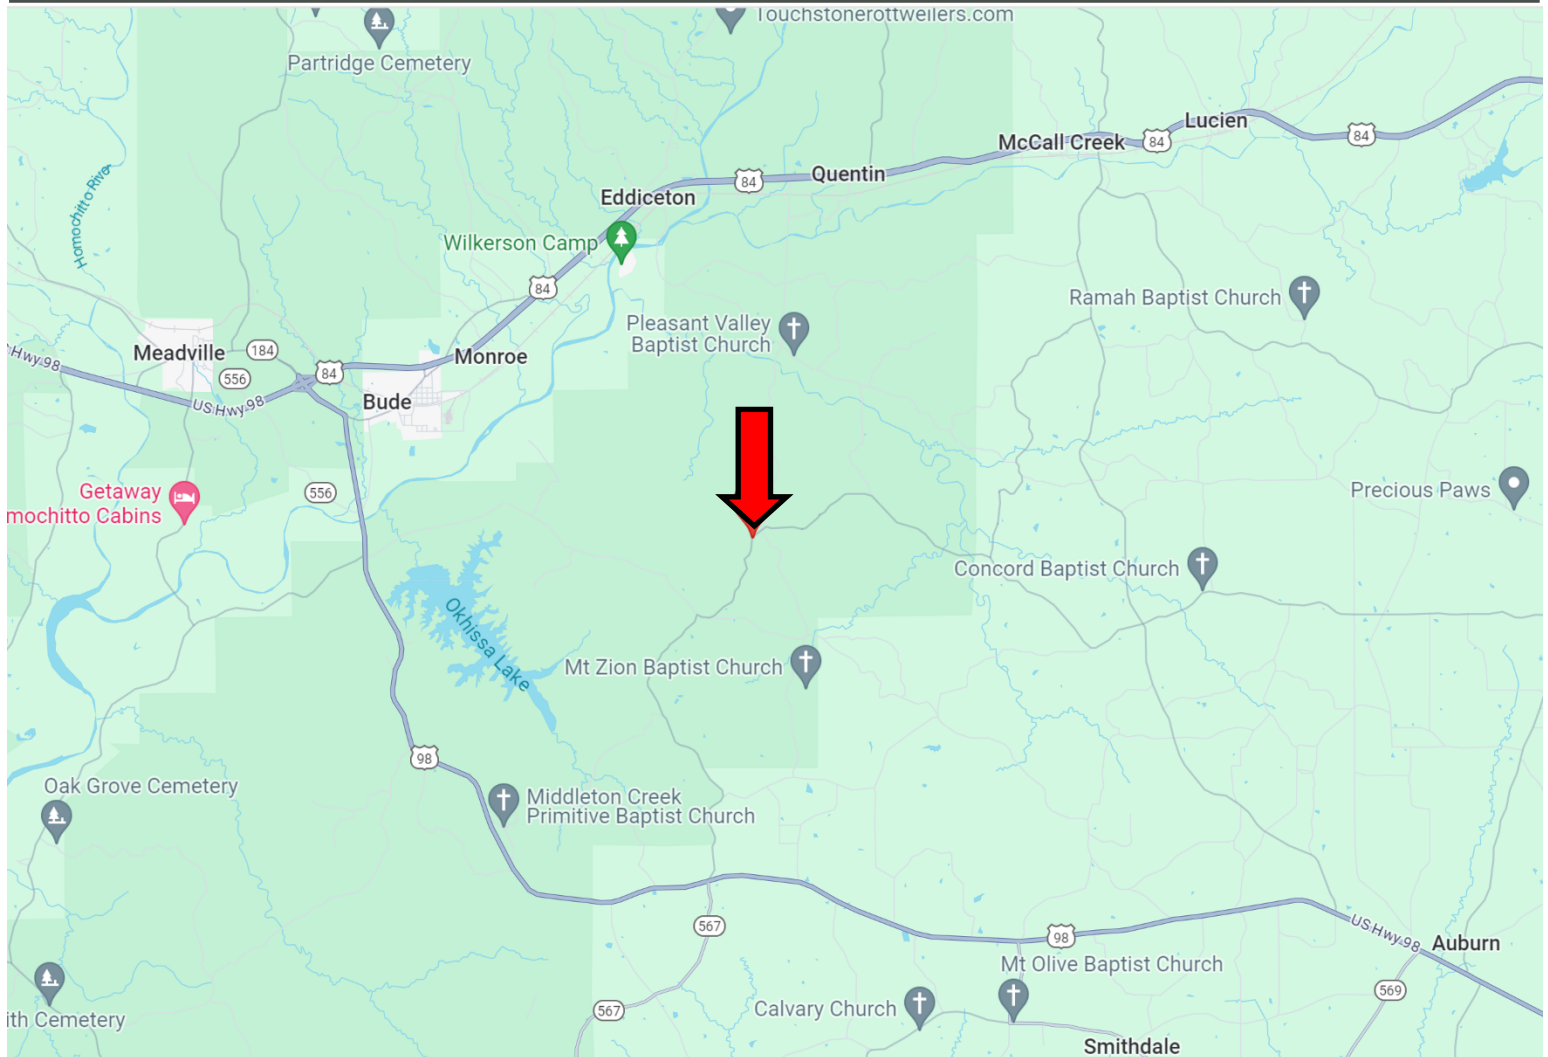 Touchstonerottweilers.com
Partridge Cemetery
Lucien
McCall Creek
84
84
Quentin
84
Eddiceton
Homochitto Rive
Wilkerson Camp
84
Ramah Baptist Church
Pleasant Valley
Baptist Church
Meadville
184
Monroe
Hwy 98
84
556
US Hwy 98
Bude
Getaway
mochitto Cabins
556
Precious Paws
Concord Baptist Church
Okhissa Lake
Mt Zion Baptist Church
98
Oak Grove Cemetery
Middleton Creek
Primitive Baptist Church
567
98
US Hwy 98
Auburn
Mt Olive Baptist Church
569
Calvary Church
567
ith Cemetery
Smithdale